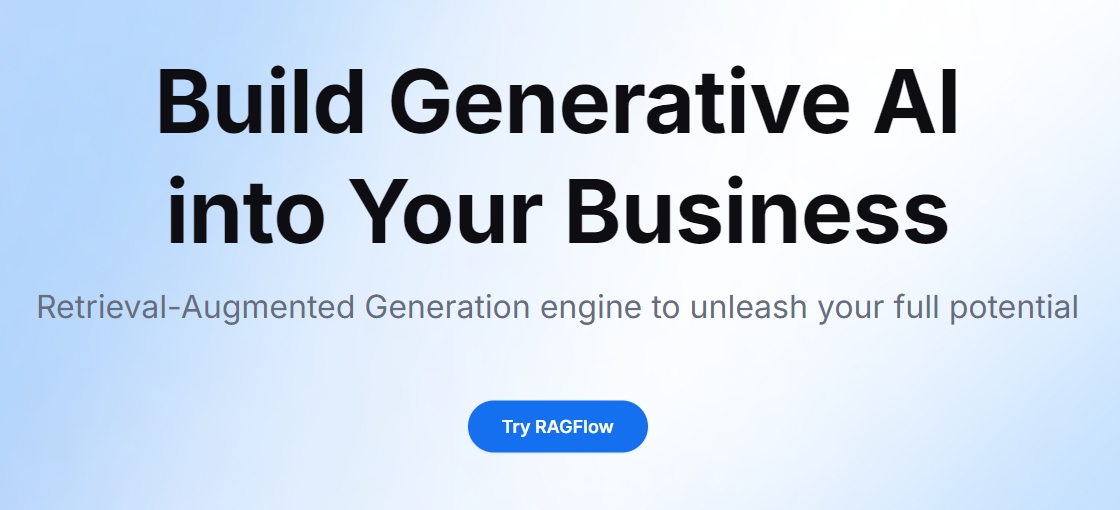 Build Generative AI
into Your Business
Retrieval-Augmented Generation engine to unleash your full potential
Try RAGFlow